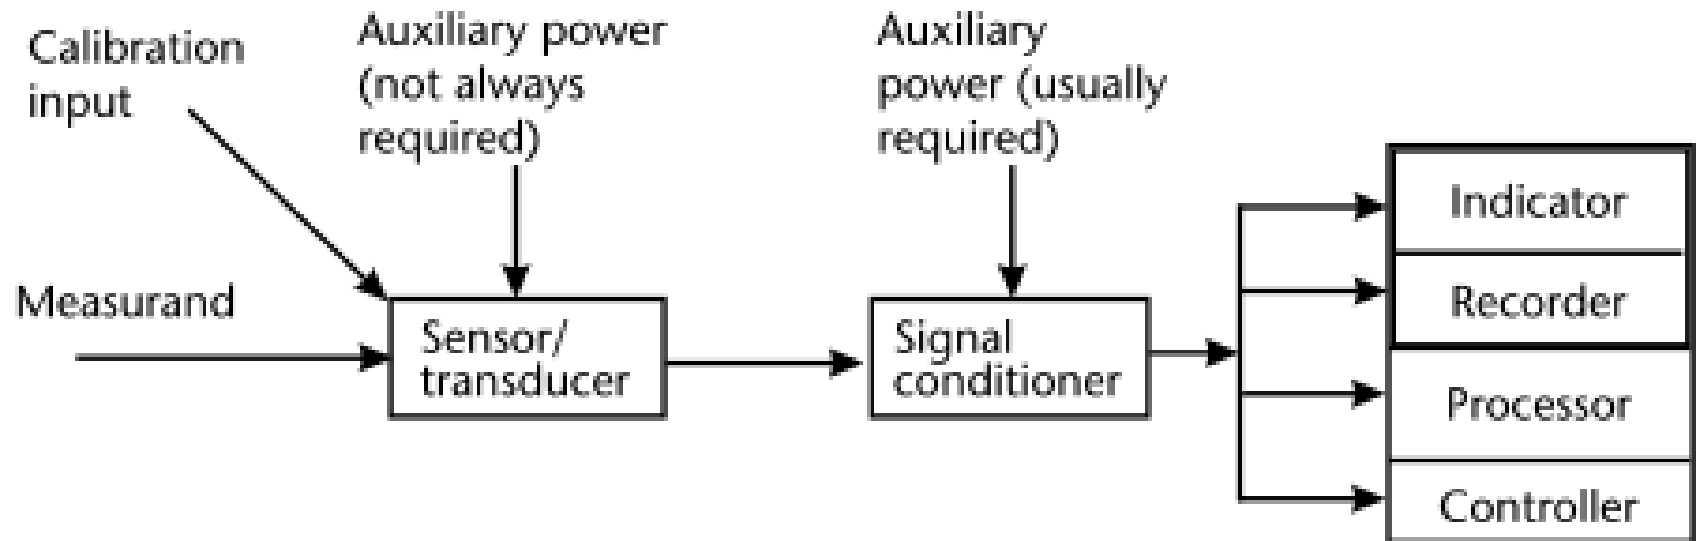 Calibration
input
Auxiliary power
(not always
required)
Auxiliary
power (usually
required)
Measurand
Sensor/
transducer
Signal
conditioner
Indicator
Recorder
Processor
Controller